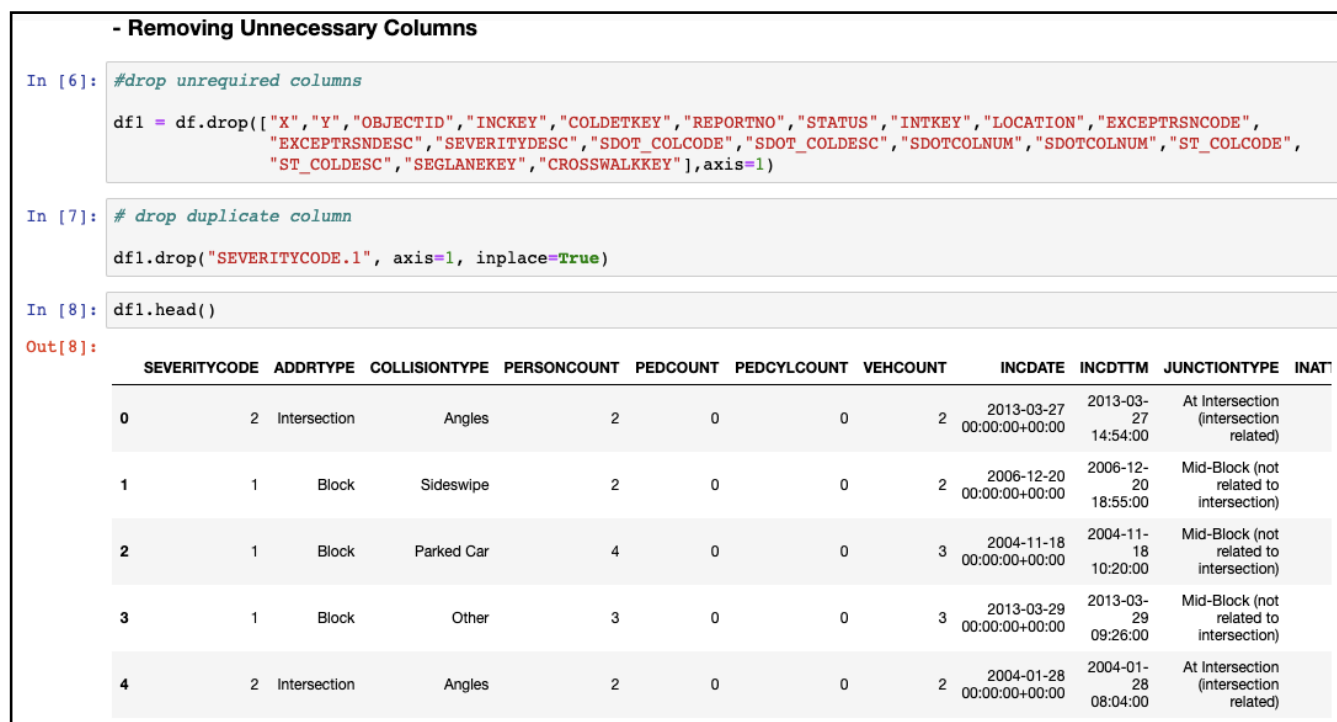 - Removing Unnecessary Columns
In [6]: #drop unrequired columns
df1 = df.drop(["X","Y","OBJECTID","INCKEY","COLDETKEY","REPORTNO","STATUS","INTKEY","LOCATION","EXCEPTRSNCODE",
"EXCEPTRSNDESC","SEVERITYDESC","SDOT_COLCODE","SDOT_COLDESC","SDOTCOLNUM","SDOTCOLNUM","ST_COLCODE",
"ST_COLDESC","SEGLANEKEY","CROSSWALKKEY"],axis=1)
In [7]: # drop duplicate column
df1.drop("SEVERITYCODE.1", axis=1, inplace=True)
In [8]: df1.head()
Out[8]:
SEVERITYCODE ADDRTYPE COLLISIONTYPE PERSONCOUNT PEDCOUNT PEDCYLCOUNT VEHCOUNT INCDATE INCDTTM JUNCTIONTYPE INATT
0 2 Intersection Angles 2 0 0 2 2013-03-27 00:00:00+00:00 2013-03-27 14:54:00 At Intersection (intersection related)
1 1 Block Sideswipe 2 0 0 2 2006-12-20 00:00:00+00:00 2006-12-20 18:55:00 Mid-Block (not related to intersection)
2 1 Block Parked Car 4 0 0 3 2004-11-18 00:00:00+00:00 2004-11-18 10:20:00 Mid-Block (not related to intersection)
3 1 Block Other 3 0 0 3 2013-03-29 00:00:00+00:00 2013-03-29 09:26:00 Mid-Block (not related to intersection)
4 2 Intersection Angles 2 0 0 2 2004-01-28 00:00:00+00:00 2004-01-28 08:04:00 At Intersection (intersection related)